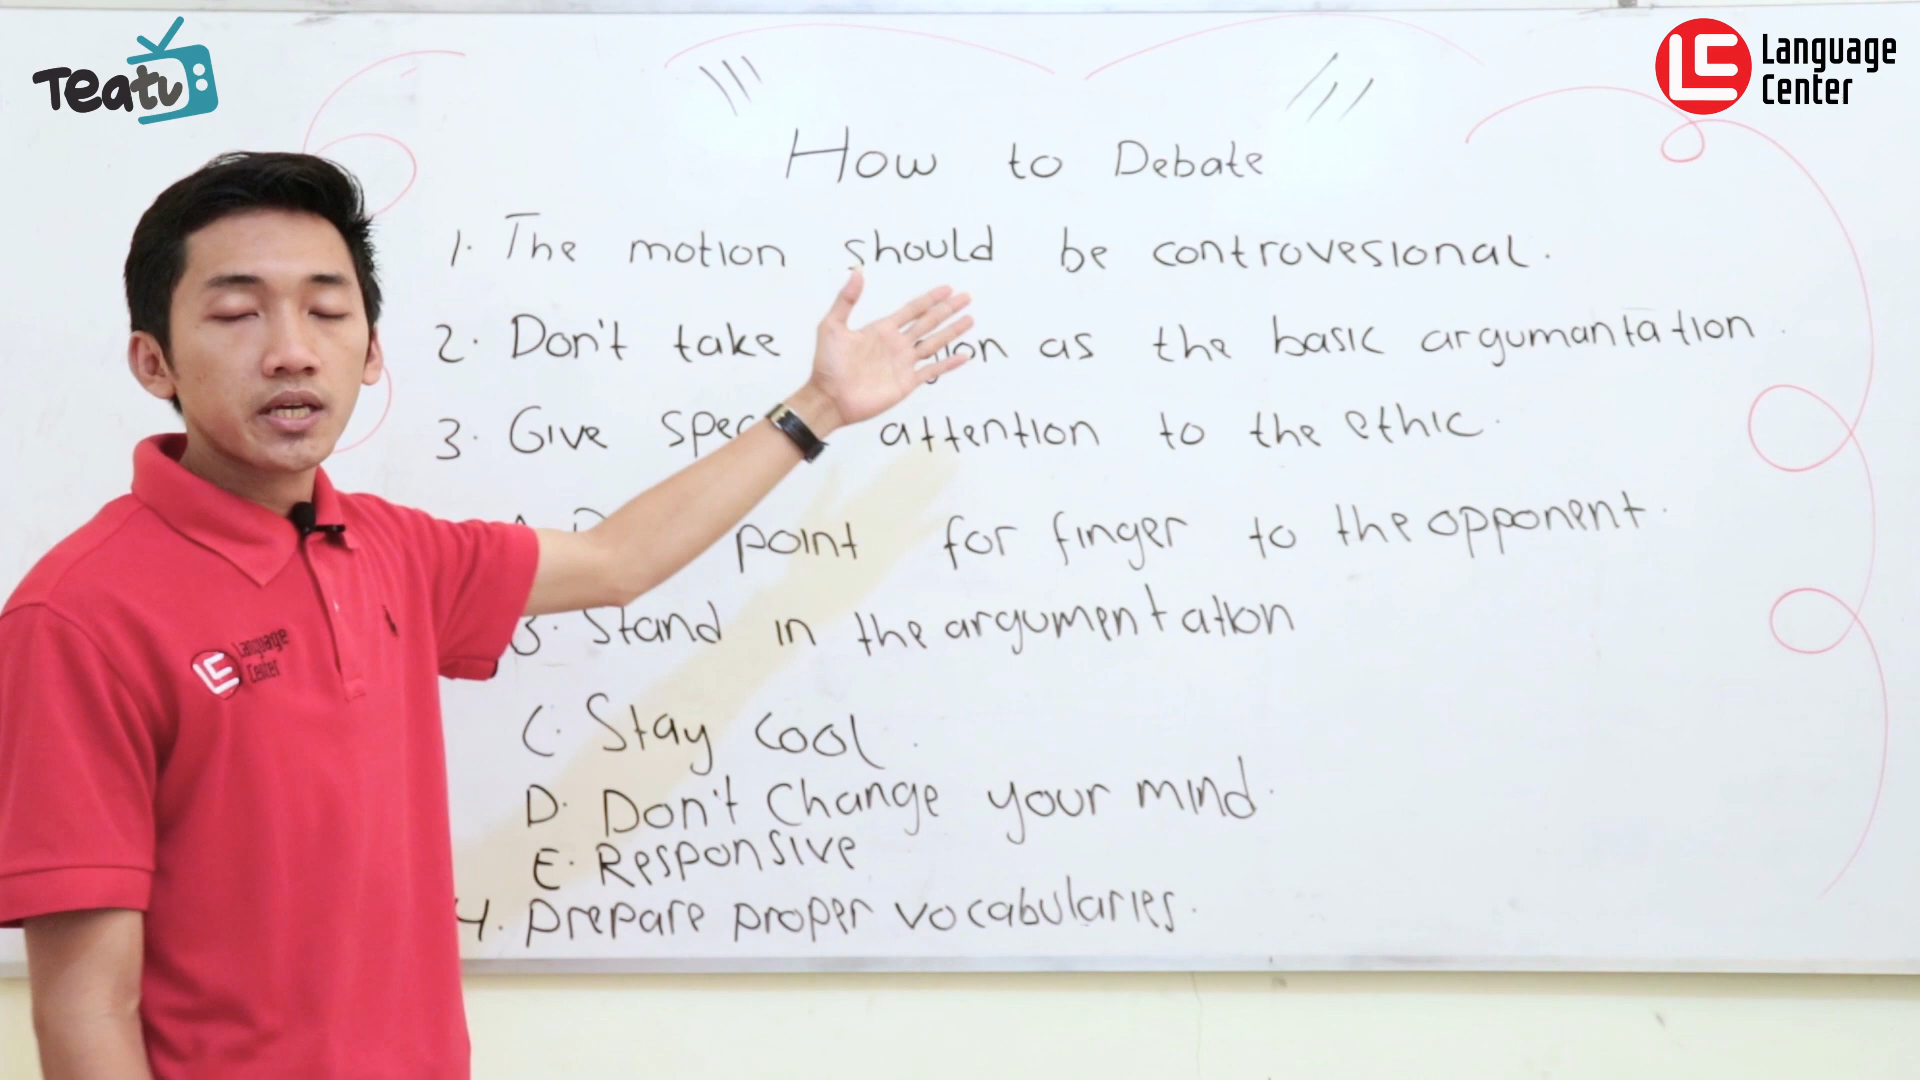 Teatv
LC Language
Center
How to Debate
1. The motion should be controvesional.
2. Don't take as the basic argumantation.
3. Give attention to the ethic.
point for finger to the opponent.
B. Stand in the argumentation
C. Stay cool.
D. Don't change your mind.
E. Responsive
4. Prepare proper vocabularies.
LC Language
Center